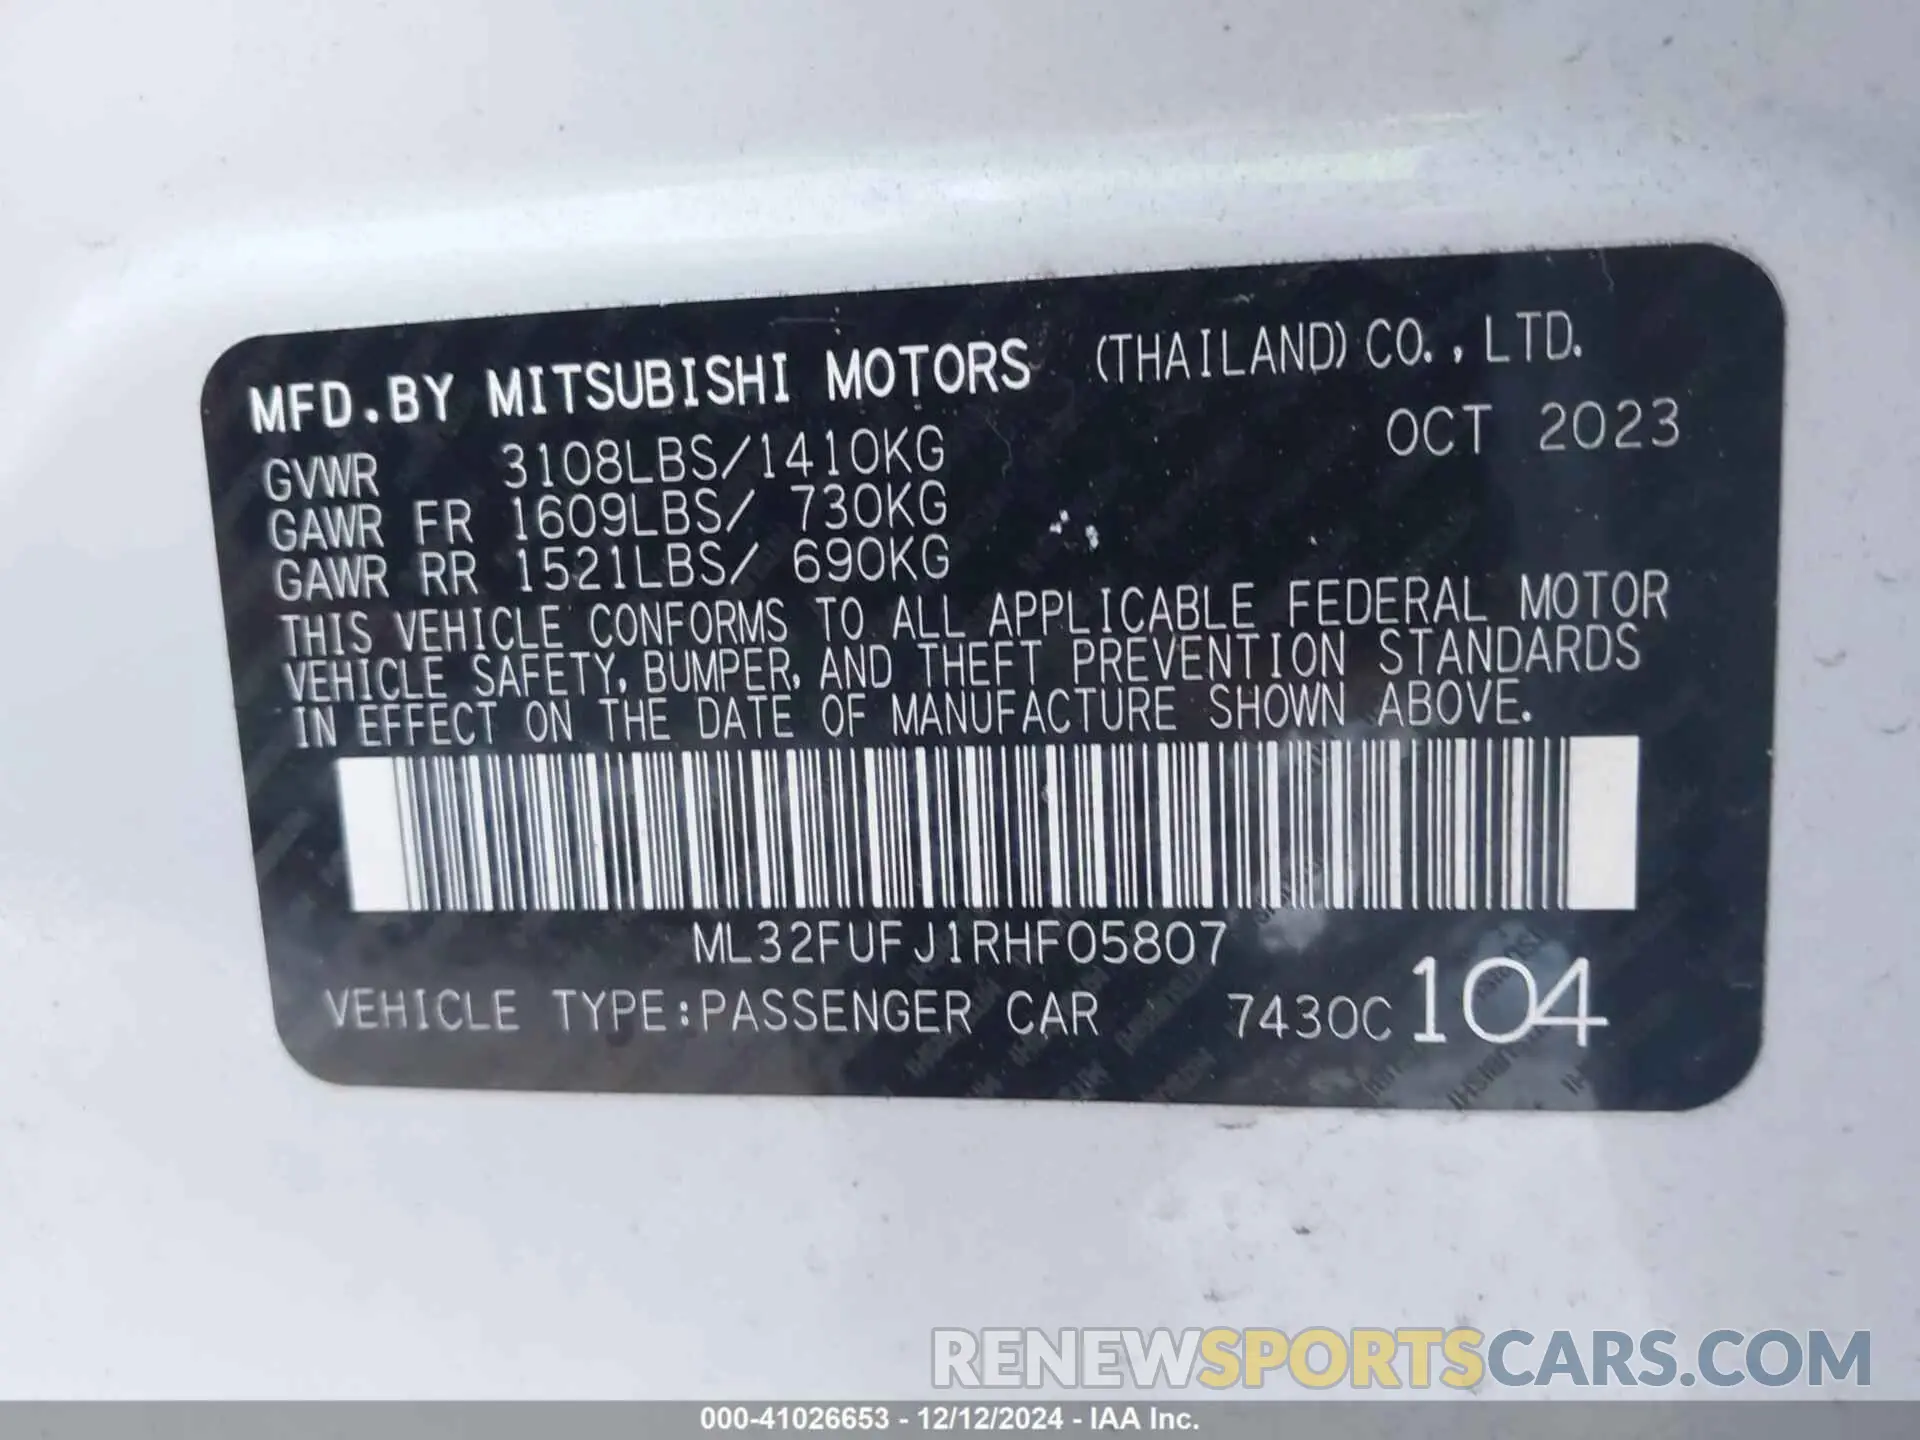 MFD.BY MITSUBISHI MOTORS (THAILAND) CO., LTD.
OCT 2023
GVWR 3108LBS/1410KG
GAWR FR 1609LBS/ 730KG
GAWR RR 1521LBS/ 690KG
THIS VEHICLE CONFORMS TO ALL APPLICABLE FEDERAL MOTOR
VEHICLE SAFETY, BUMPER, AND THEFT PREVENTION STANDARDS
IN EFFECT ON THE DATE OF MANUFACTURE SHOWN ABOVE.
ML32FUFJ1RHF05807
VEHICLE TYPE:PASSENGER CAR 7430C 104
RENEWSPORTSCARS.COM
000-41026653 - 12/12/2024 - IAA Inc.